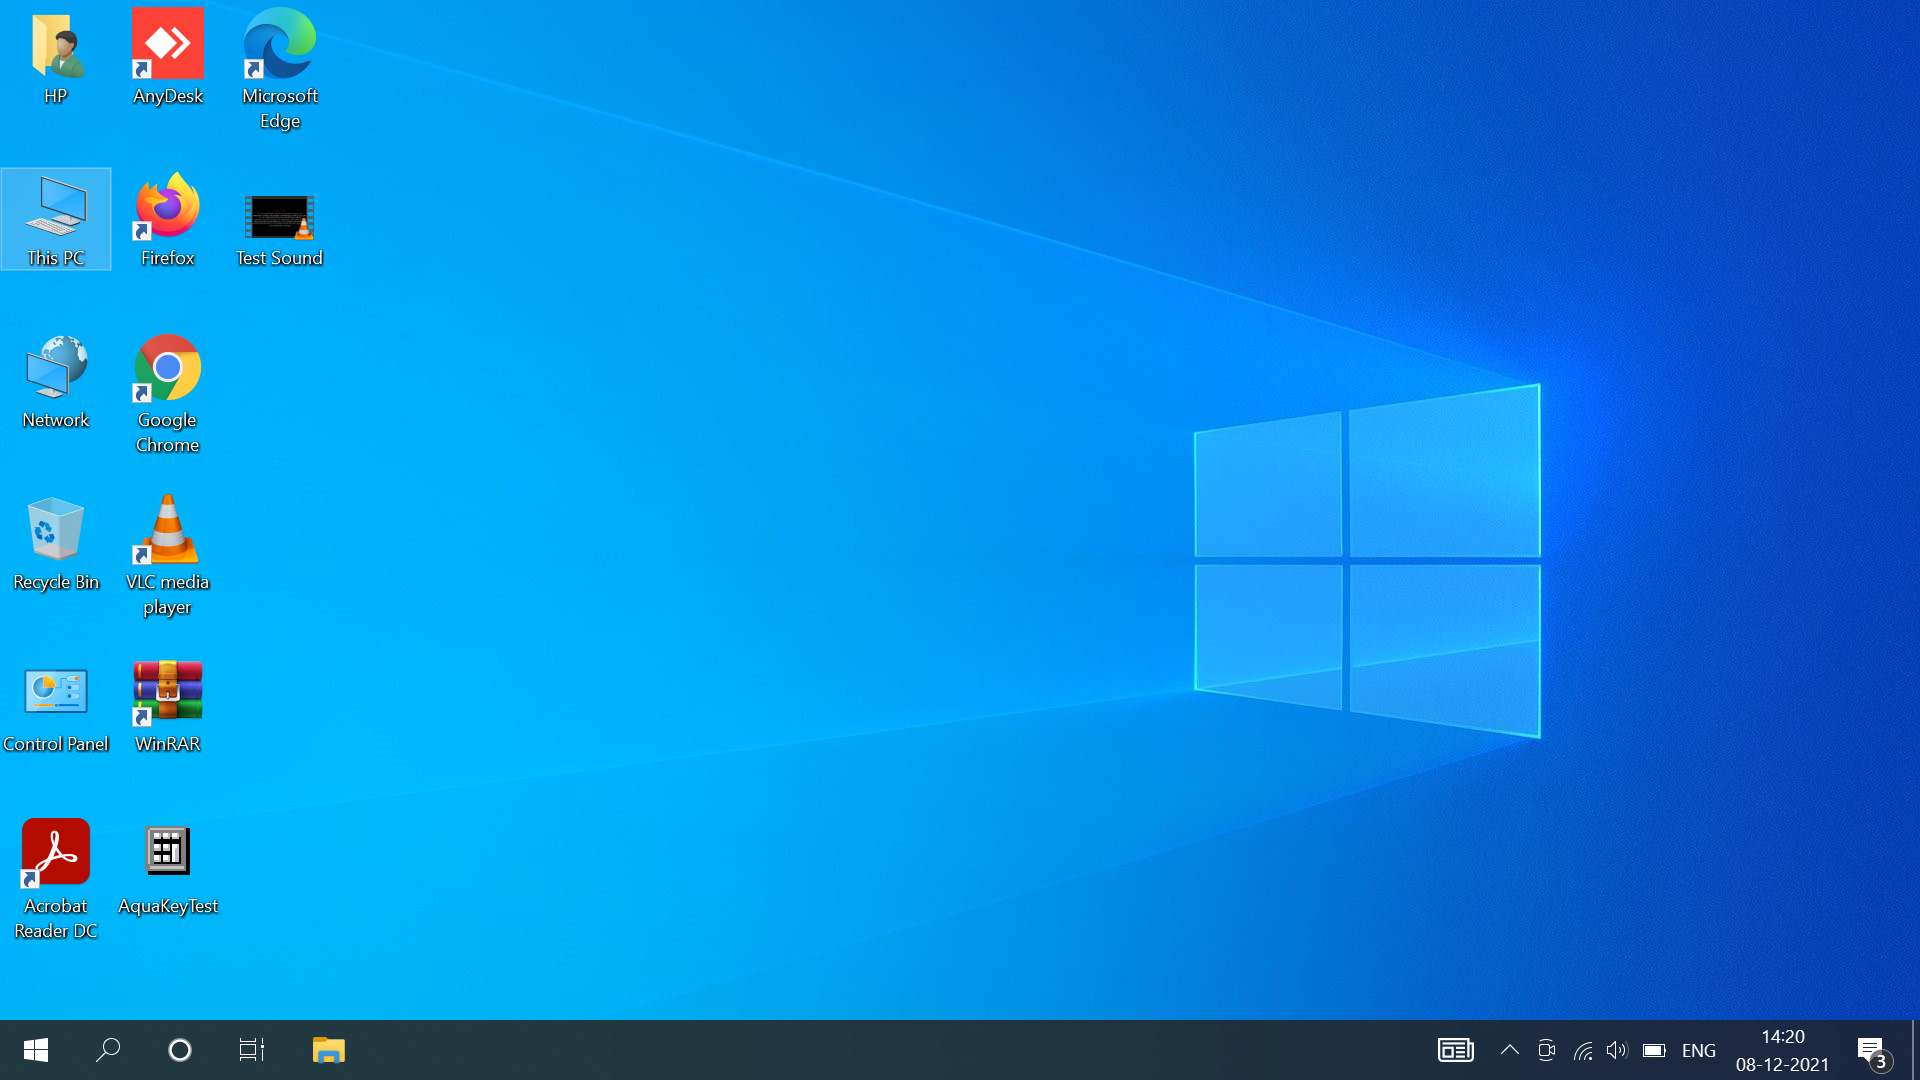 HP
AnyDesk
Microsoft
Edge
This PC
Firefox
Test Sound
Network
Google
Chrome
Recycle Bin
VLC media
player
Control Panel
WinRAR
Acrobat
Reader DC
AquaKeyTest
ENG
14:20
08-12-2021
3